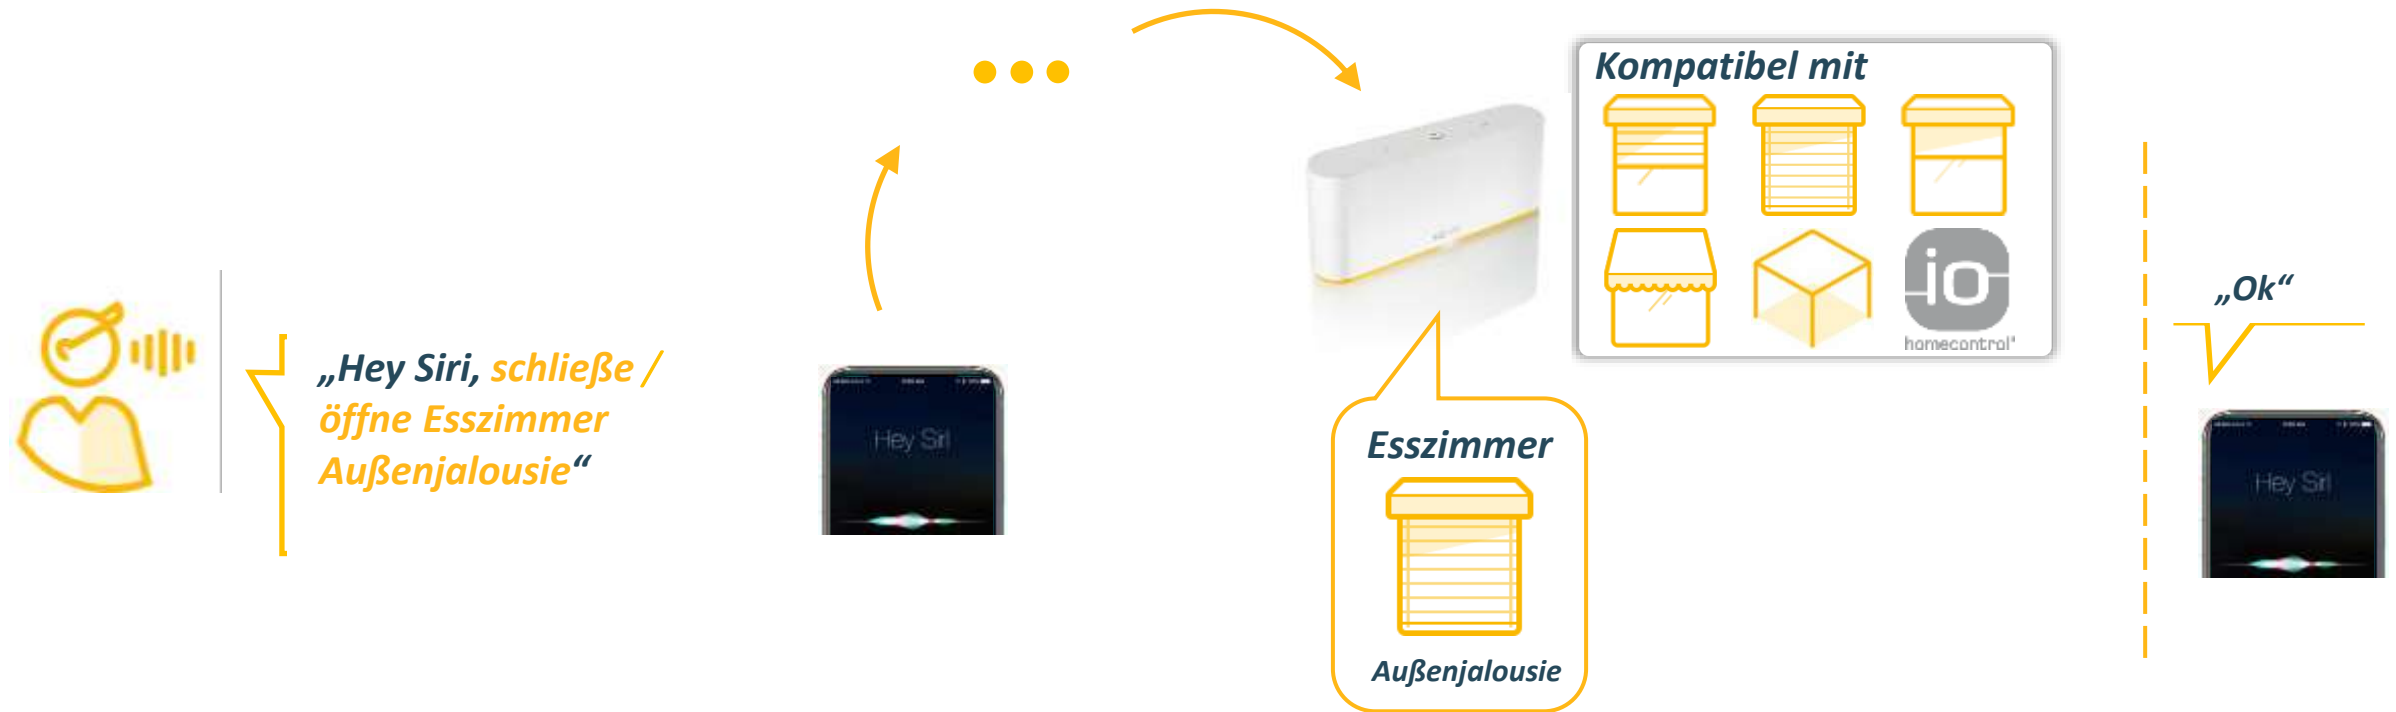 Kompatibel mit
io
homecontrol®
„Hey Siri, schließe /
öffne Esszimmer
Außenjalousie“
Hey Siri
Esszimmer
Außenjalousie
„Ok“
Hey Siri